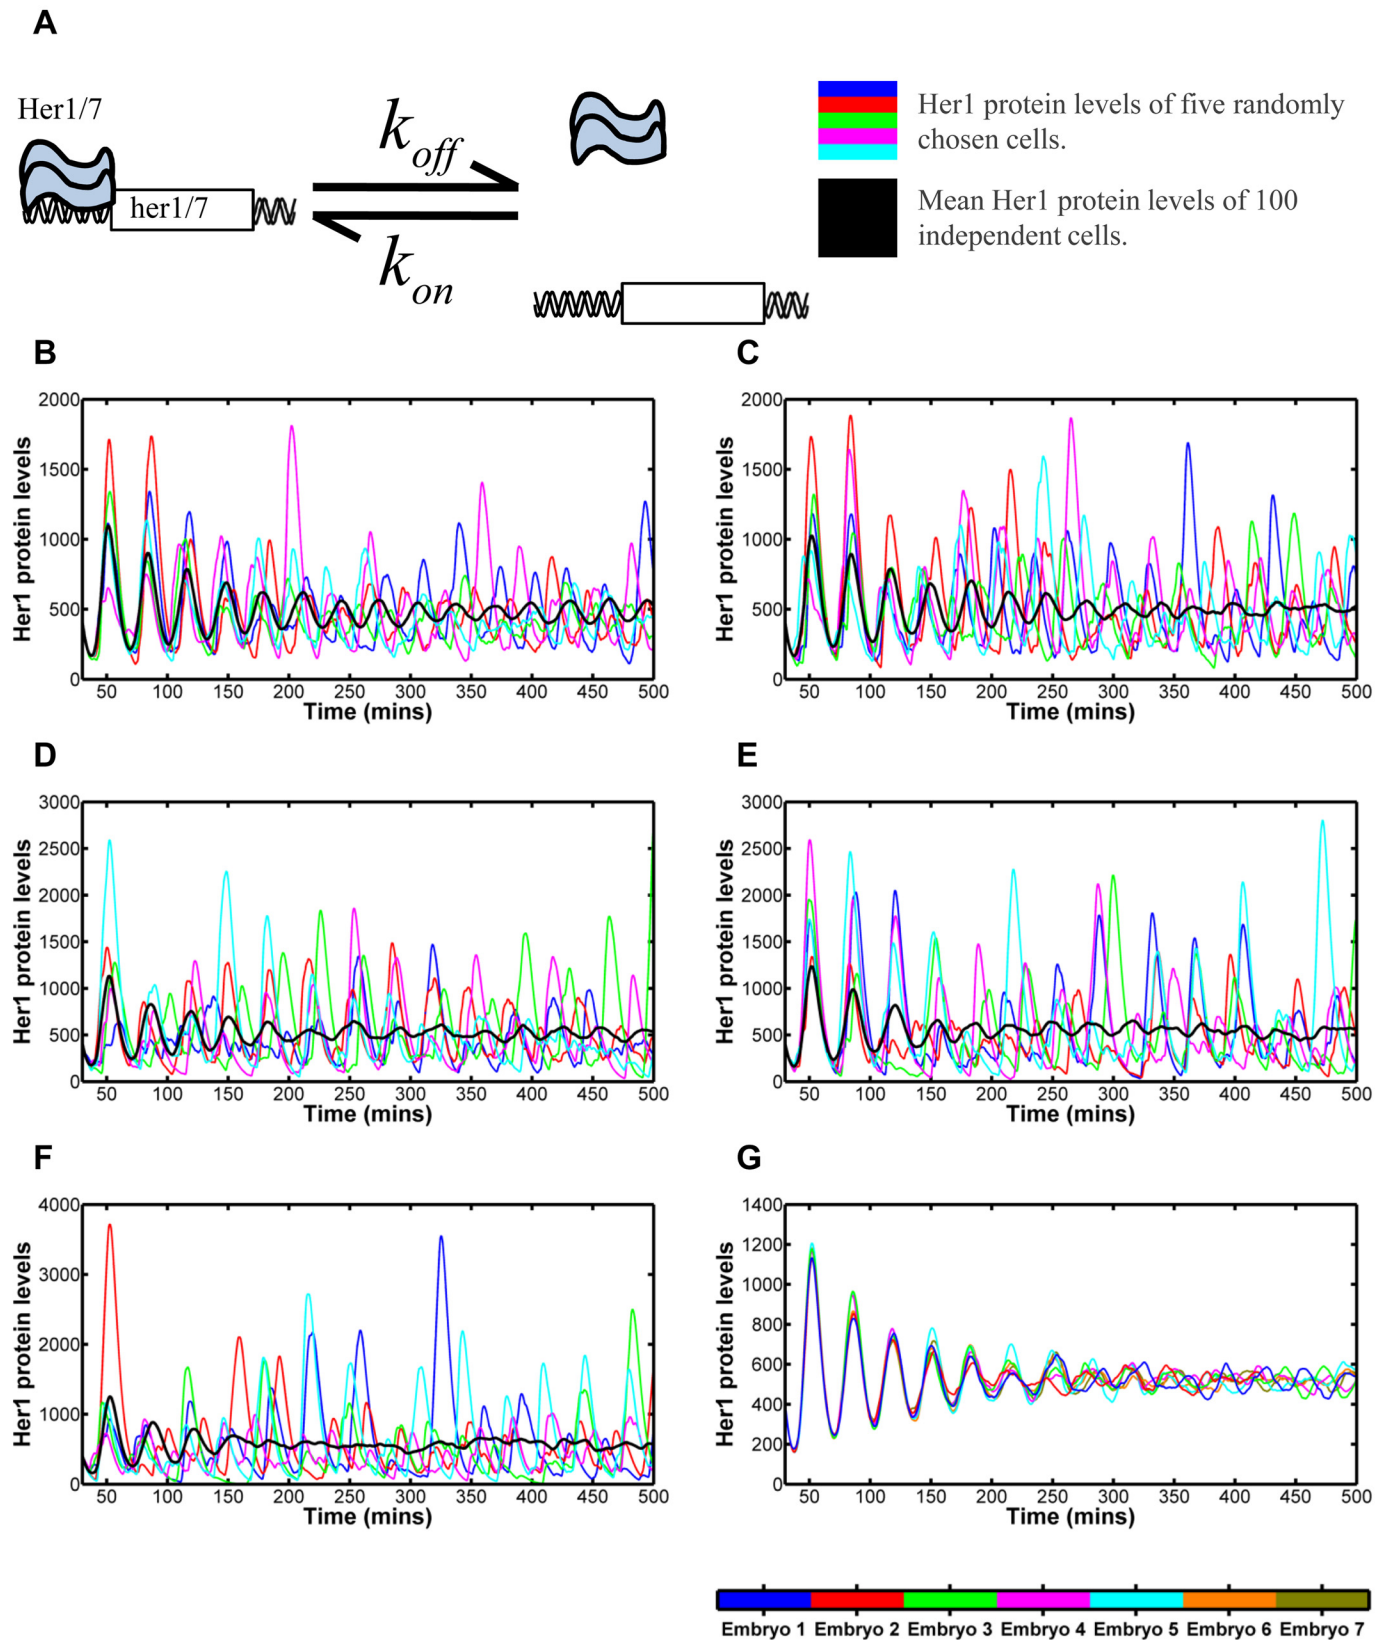 A
Her1/7
her1/7
k off
k on
Her1 protein levels of five randomly
chosen cells.
Mean Her1 protein levels of 100
independent cells.
B
2000
1500
1000
500
0
Her1 protein levels
50 100 150 200 250 300 350 400 450 500
Time (mins)
C
2000
1500
1000
500
0
Her1 protein levels
50 100 150 200 250 300 350 400 450 500
Time (mins)
D
3000
2500
2000
1500
1000
500
0
Her1 protein levels
50 100 150 200 250 300 350 400 450 500
Time (mins)
E
3000
2500
2000
1500
1000
500
0
Her1 protein levels
50 100 150 200 250 300 350 400 450 500
Time (mins)
F
4000
3000
2000
1000
0
Her1 protein levels
50 100 150 200 250 300 350 400 450 500
Time (mins)
G
1400
1200
1000
800
600
400
200
0
Her1 protein levels
50 100 150 200 250 300 350 400 450 500
Time (mins)
Embryo 1 Embryo 2 Embryo 3 Embryo 4 Embryo 5 Embryo 6 Embryo 7